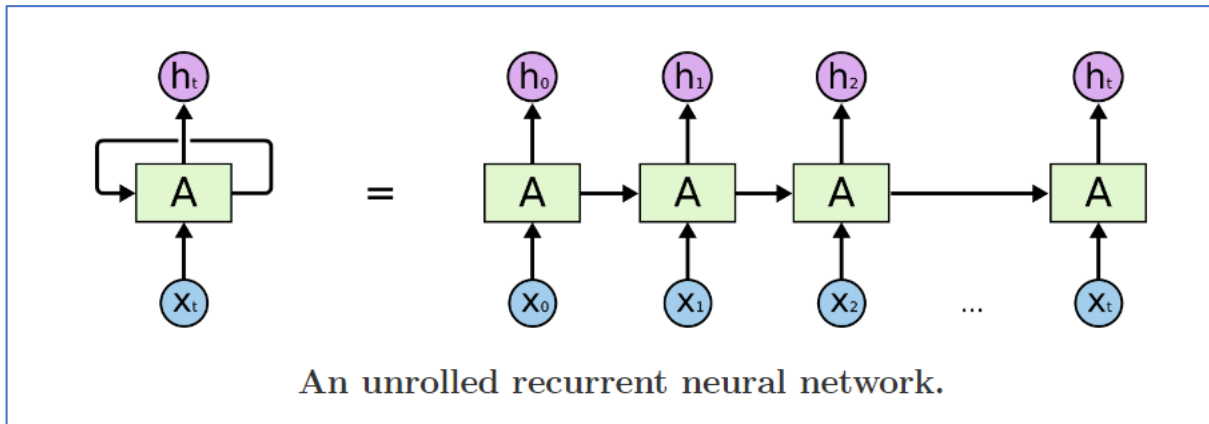 hₜ h₀ h₁ h₂ hₜ
A = A A A A
xₜ x₀ x₁ x₂ ... xₜ
An unrolled recurrent neural network.